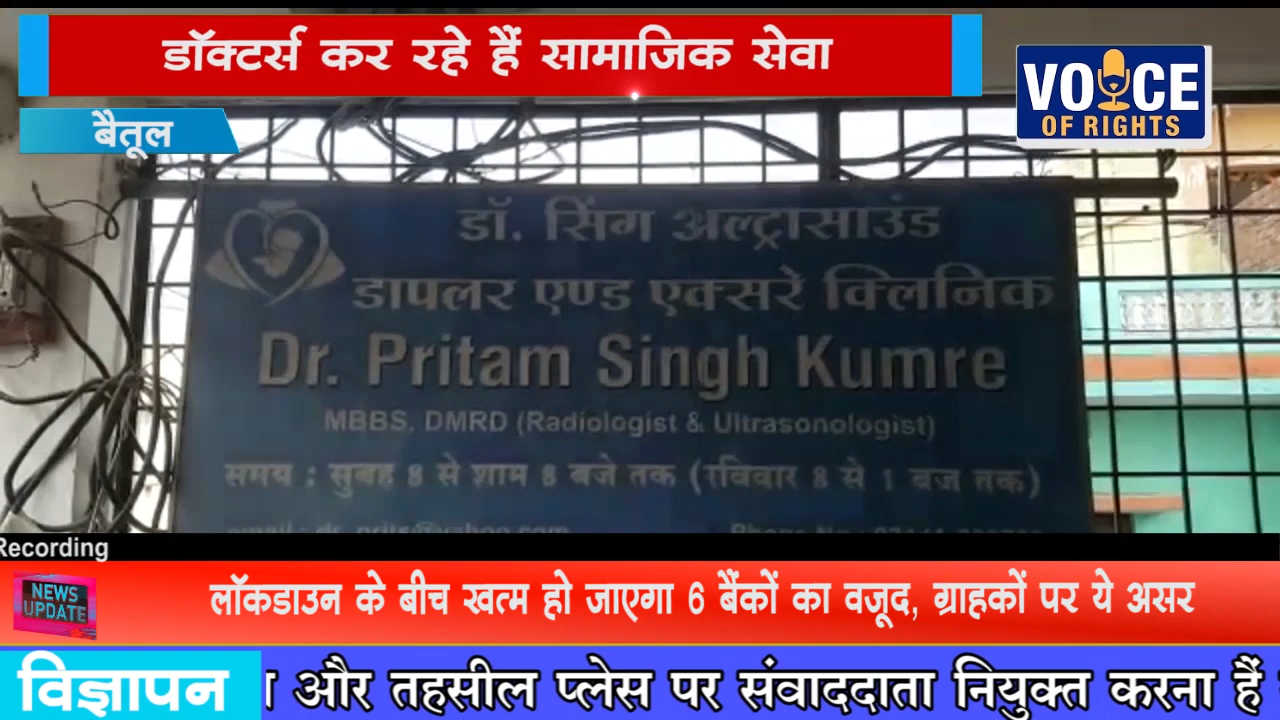 डॉक्टर्स कर रहे हैं सामाजिक सेवा
बैतूल
VOICE
OF RIGHTS
डॉ. सिंग अल्ट्रासाउंड
डापलर एण्ड एक्सरे क्लिनिक
Dr. Pritam Singh Kumre
MBBS, DMRD (Radiologist & Ultrasonologist)
समय : सुबह 8 से शाम 8 बजे तक (रविवार 8 से 1 बज तक)
Recording
NEWS
UPDATE
लॉकडाउन के बीच खत्म हो जाएगा 6 बैंकों का वजूद, ग्राहकों पर ये असर
विज्ञापन
और तहसील प्लेस पर संवाददाता नियुक्त करना हैं